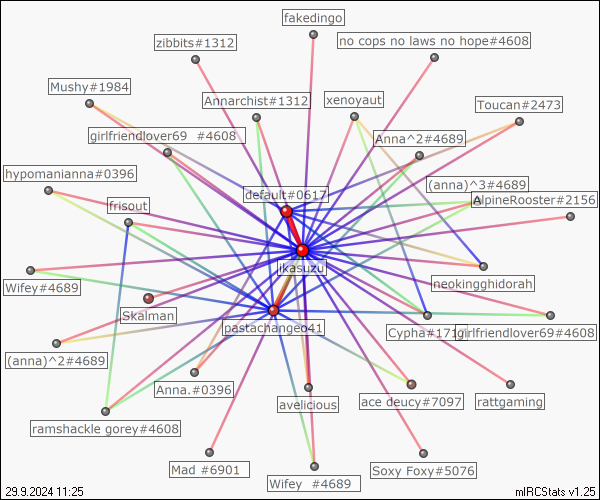 fakedingo
zibbits#1312
no cops no laws no hope#4608
Mushy#1984
Annarchist#1312
xenoyaut
Toucan#2473
girlfriendlover69 #4608
Anna^2#4689
hypomanianna#0396
default#0617
(anna)^3#4689
frisout
AlpineRooster#2156
ikasuzu
Wifey#4689
neokingghidorah
Skaiman
pastachangeo41
Cypha#171
girlfriendlover69#4608
(anna)^2#4689
Anna.#0396
avelicious
ace deucy#7097
rattgaming
ramshackle gorey#4608
Mad #6901
Wifey #4689
Soxy Foxy#5076
29.9.2024 11:25
mIRCStats v1.25